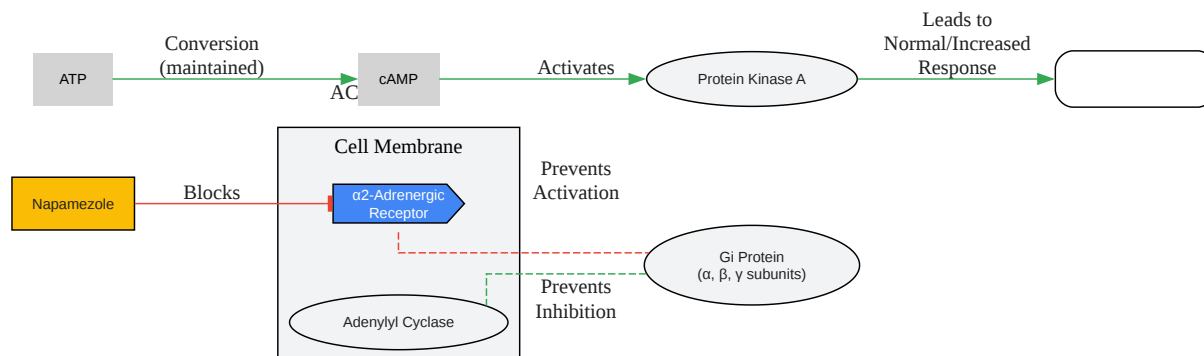 Leads to
Normal/Increased
Response
Conversion
(maintained)
Activates
ATP
cAMP
Protein Kinase A
AC
Cell Membrane
Prevents
Activation
Napamezole
Blocks
α2-Adrenergic
Receptor
Gi Protein
(α, β, γ subunits)
Prevents
Inhibition
Adenylyl Cyclase